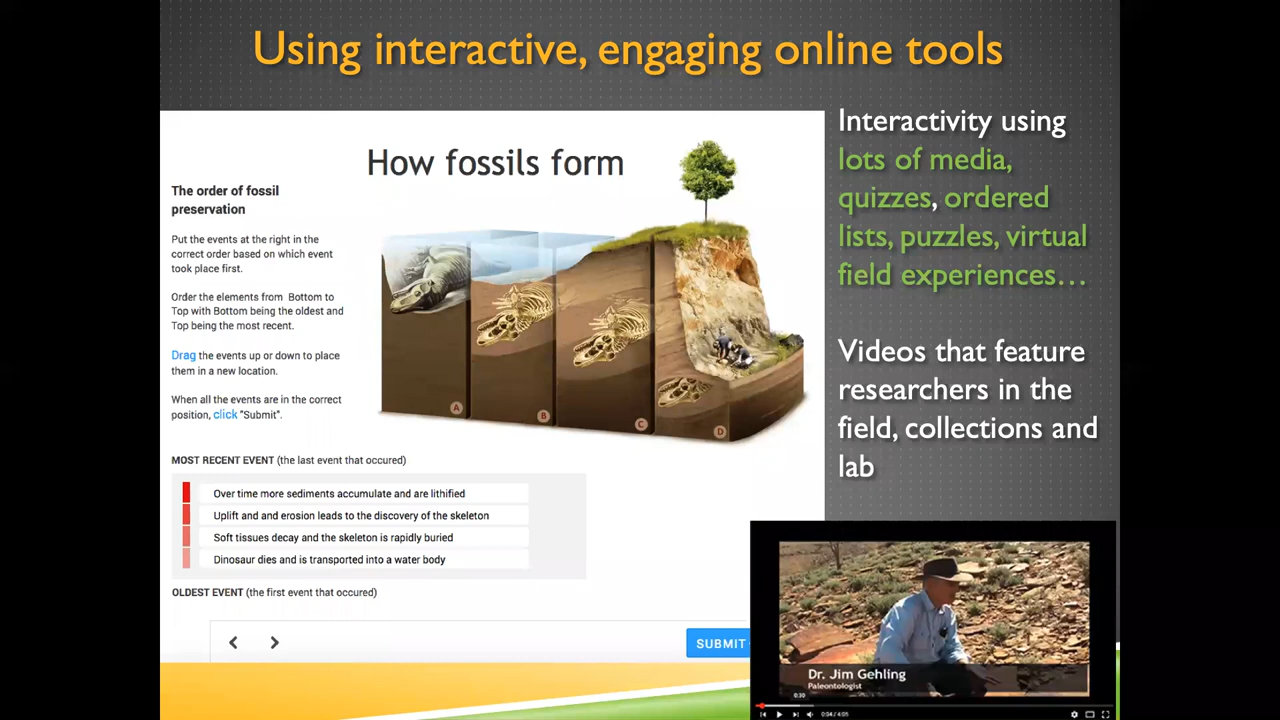 Using interactive, engaging online tools
How fossils form
The order of fossil
preservation
Put the events at the right in the
correct order based on which event
took place first.
Order the elements from Bottom to
Top with Bottom being the oldest and
Top being the most recent.
Drag the events up or down to place
them in a new location.
When all the events are in the correct
position, click "Submit".
A
B
C
D
MOST RECENT EVENT (the last event that occured)
Over time more sediments accumulate and are lithified
Uplift and and erosion leads to the discovery of the skeleton
Soft tissues decay and the skeleton is rapidly buried
Dinosaur dies and is transported into a water body
OLDEST EVENT (the first event that occured)
SUBMIT
Interactivity using
lots of media,
quizzes, ordered
lists, puzzles, virtual
field experiences…
Videos that feature
researchers in the
field, collections and
lab
Dr. Jim Gehling
Paleontologist
0:30
0:04 / 4:05